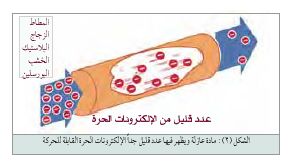 المطاط
الزجاج
البلاستيك
الخشب
البورسلين
عدد قليل من الإلكترونات الحرة
الشكل (٢) : مادة عازلة ويظهر فيها عدد قليل جداً الإلكترونات الحرة القابلة للحركة